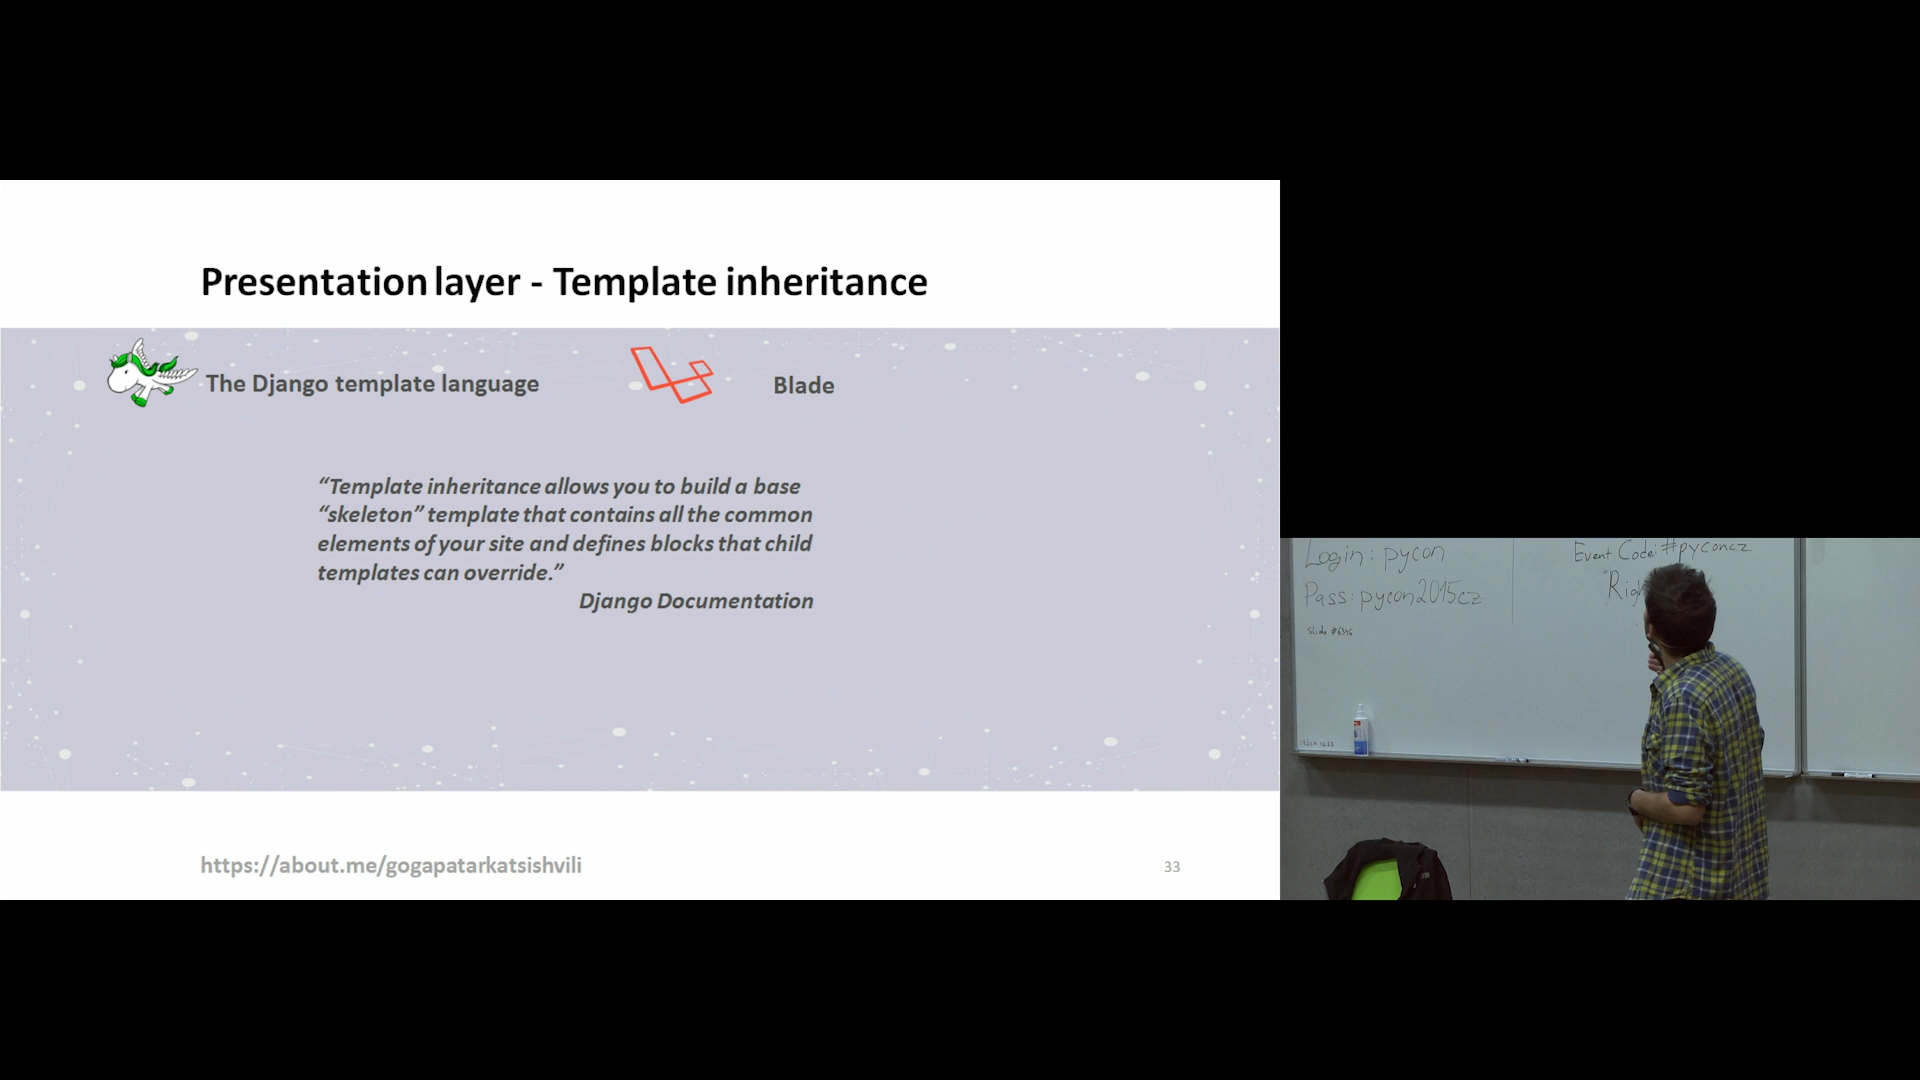 Presentation layer - Template inheritance
The Django template language
Blade
“Template inheritance allows you to build a base
“skeleton” template that contains all the common
elements of your site and defines blocks that child
templates can override.”
Django Documentation
https://about.me/gogapatarkatsishvili
33
Login: pycon
Pass: pycon2015cz
Event Code: #pyconcz